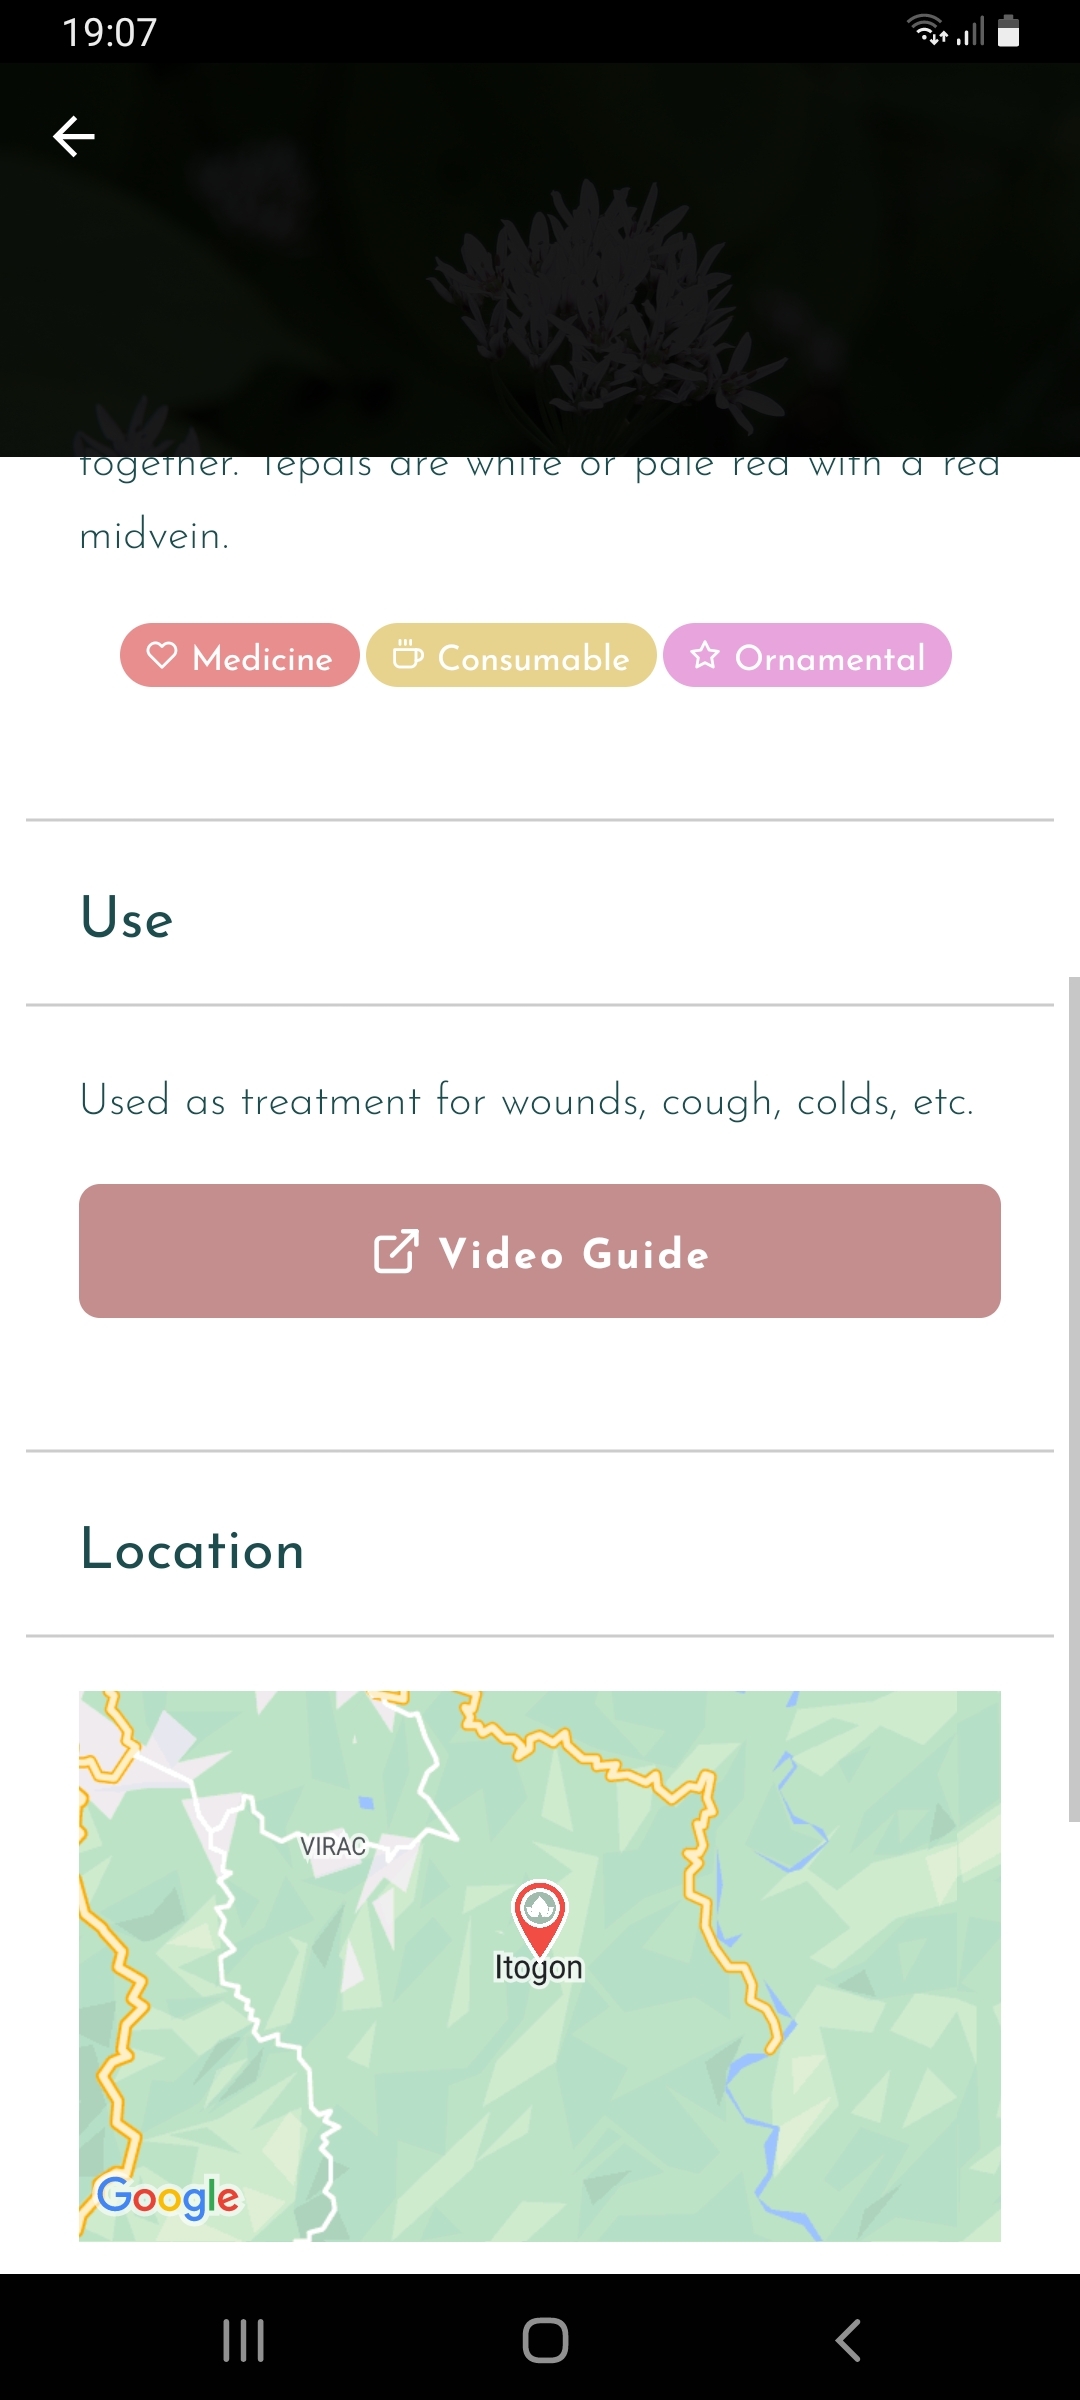 19:07
together. Tepals are white or pale red with a red
midvein.
Medicine Consumable Ornamental
Use
Used as treatment for wounds, cough, colds, etc.
Video Guide
Location
VIRAC
Itogon
Google